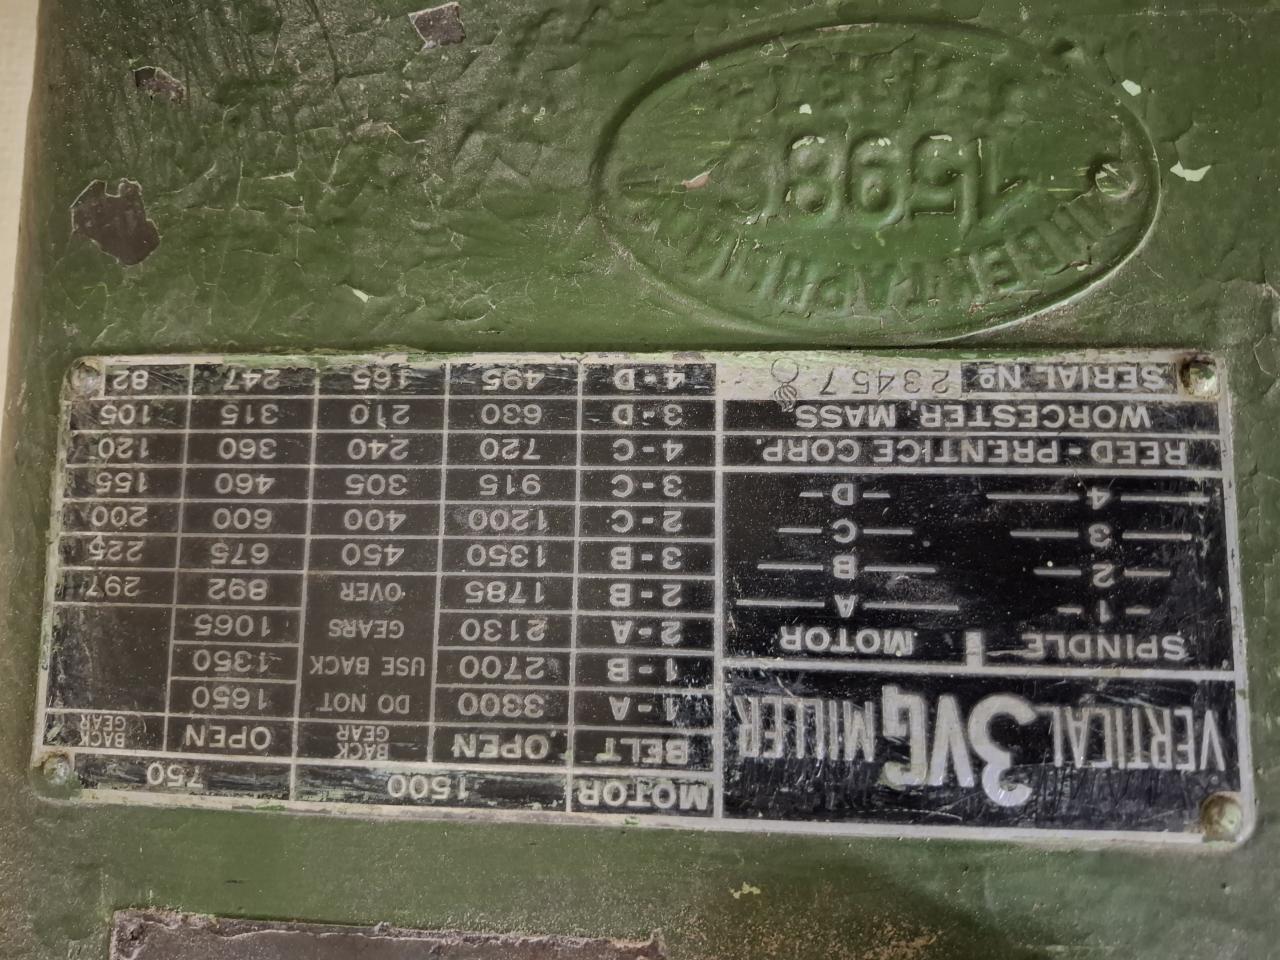 VERTICAL 3VG MILLER
SPINDLE MOTOR
— 1 — — A —
— 2 — — B —
— 3 — — C —
— 4 — — D —
REED - PRENTICE CORP.
WORCESTER, MASS
SERIAL Nº 23457
MOTOR 1500 750
BELT OPEN BACK GEAR OPEN BACK GEAR
1 - A 3300 DO NOT USE BACK GEARS OVER 1650
1 - B 2700 1350
2 - A 2130 1065
2 - B 1785 892 297
3 - B 1350 450 675 225
2 - C 1200 400 600 200
3 - C 915 305 460 155
4 - C 720 240 360 120
3 - D 630 210 315 105
4 - D 495 165 247 82
1598